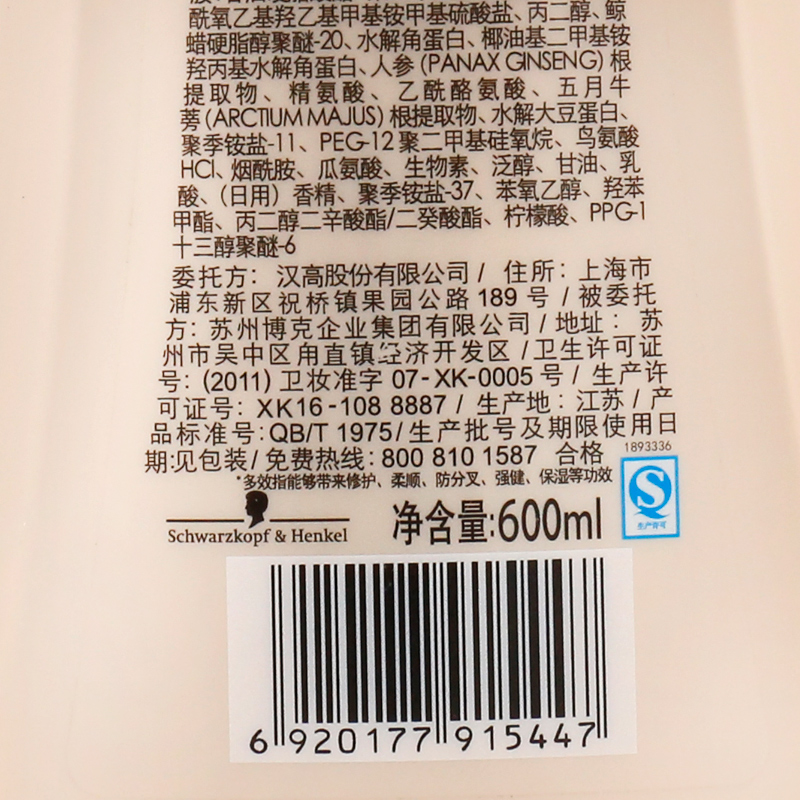 酰氧乙基羟乙基甲基铵甲基硫酸盐、丙二醇、鲸
蜡硬脂醇聚醚-20、水解角蛋白、椰油基二甲基铵
羟丙基水解角蛋白、人参(PANAX GINSENG)根
提取物、精氨酸、乙酰酪氨酸、五月牛
蒡(ARCTIUM MAJUS)根提取物、水解大豆蛋白、
聚季铵盐-11、PEG-12聚二甲基硅氧烷、鸟氨酸
HCl、烟酰胺、瓜氨酸、生物素、泛醇、甘油、乳
酸、(日用)香精、聚季铵盐-37、苯氧乙醇、羟苯
甲酯、丙二醇二辛酸酯/二癸酸酯、柠檬酸、PPG-1
十三醇聚醚-6
委托方：汉高股份有限公司/ 住所：上海市
浦东新区祝桥镇果园公路189号/被委托
方：苏州博克企业集团有限公司/地址：苏
州市吴中区甪直镇经济开发区/卫生许可证
号：(2011)卫妆准字07-XK-0005号/生产许
可证号：XK16-108 8887/ 生产地：江苏/产
品标准号:QB/T 1975/生产批号及期限使用日
期:见包装/免费热线：800 810 1587 合格
1893336
*多效指能够带来修护、柔顺、防分叉、强健、保湿等功效
S
生产许可
Schwarzkopf & Henkel
净含量:600ml
6 920177 915447